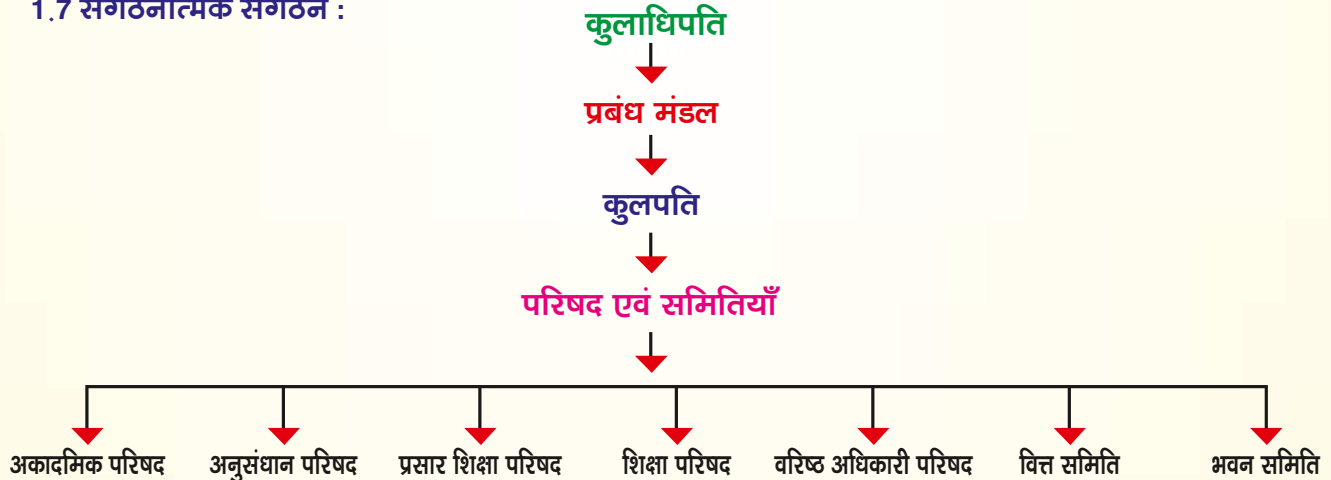 1.7 संगठनात्मक संगठन :
कुलाधिपति
प्रबंध मंडल
कुलपति
परिषद एवं समितियाँ
अकादमिक परिषद अनुसंधान परिषद प्रसार शिक्षा परिषद शिक्षा परिषद वरिष्ठ अधिकारी परिषद वित्त समिति भवन समिति